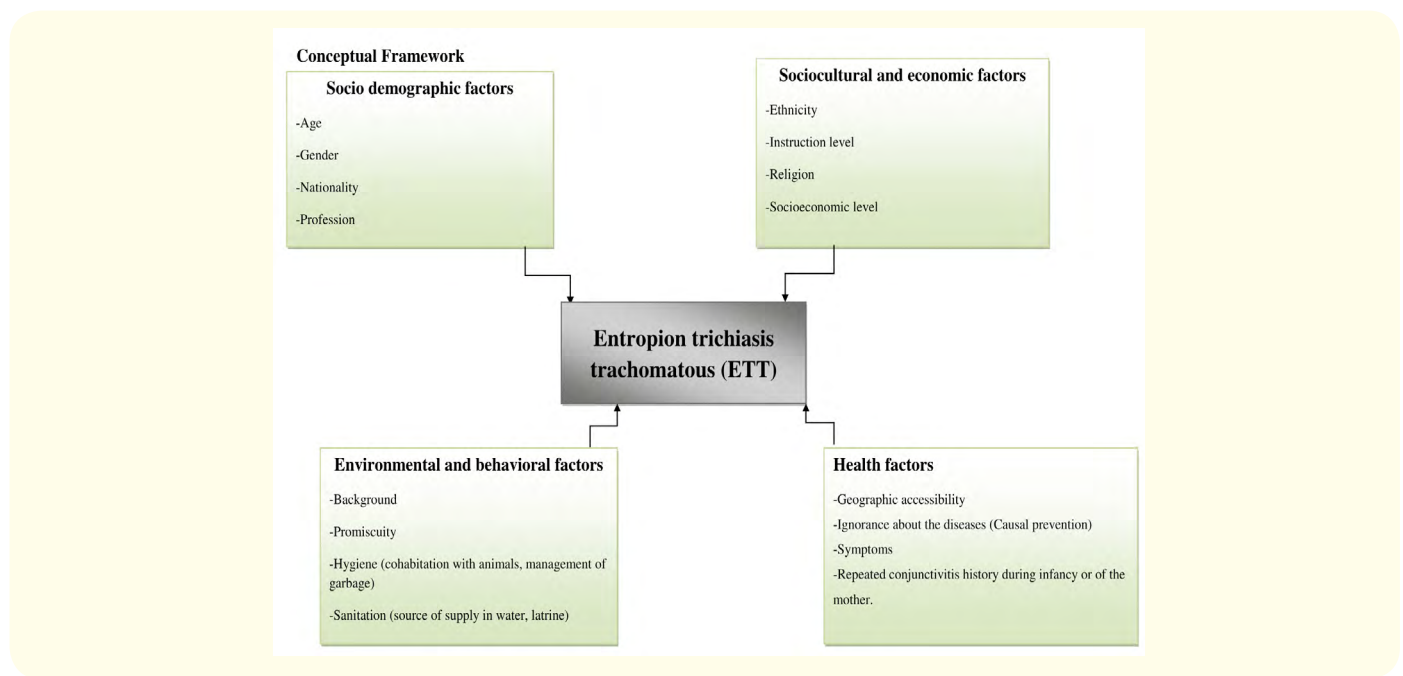 Conceptual Framework
Socio demographic factors
-Age
-Gender
-Nationality
-Profession
Sociocultural and economic factors
-Ethnicity
-Instruction level
-Religion
-Socioeconomic level
Entropion trichiasis
trachomatous (ETT)
Environmental and behavioral factors
-Background
-Promiscuity
-Hygiene (cohabitation with animals, management of
garbage)
-Sanitation (source of supply in water, latrine)
Health factors
-Geographic accessibility
-Ignorance about the diseases (Causal prevention)
-Symptoms
-Repeated conjunctivitis history during infancy or of the
mother.